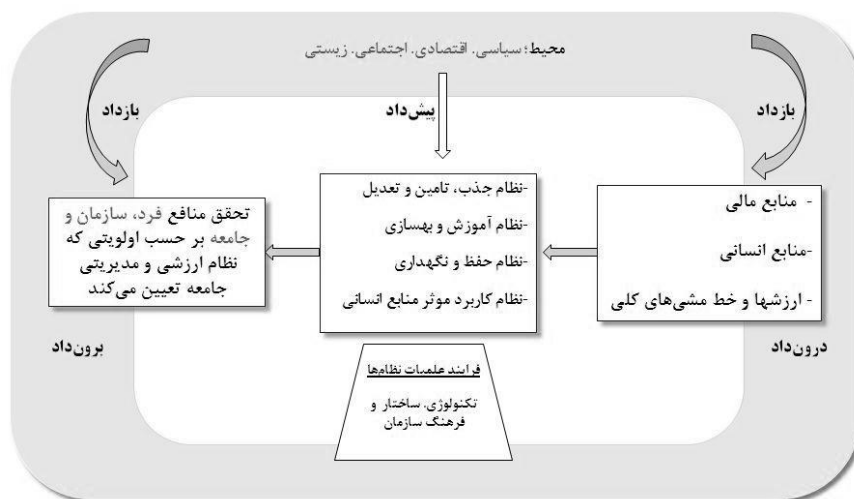 محیط؛ سیاسی. اقتصادی. اجتماعی. زیستی
بازداد
پیش‌داد
بازداد
- منابع مالی
-منابع انسانی
- ارزشها و خط مشی‌های کلی
درون‌داد
-نظام جذب، تامین و تعدیل
-نظام آموزش و بهسازی
-نظام حفظ و نگهداری
-نظام کاربرد موثر منابع انسانی
تحقق منافع فرد، سازمان و
جامعه بر حسب اولویتی که
نظام ارزشی و مدیریتی
جامعه تعیین می‌کند
برون‌داد
فرایند علمیات نظام‌ها
تکنولوژی. ساختار و
فرهنگ سازمان